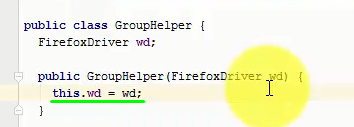 public class GroupHelper {
FirefoxDriver wd;
public GroupHelper(FirefoxDriver wd) {
this.wd = wd;
}